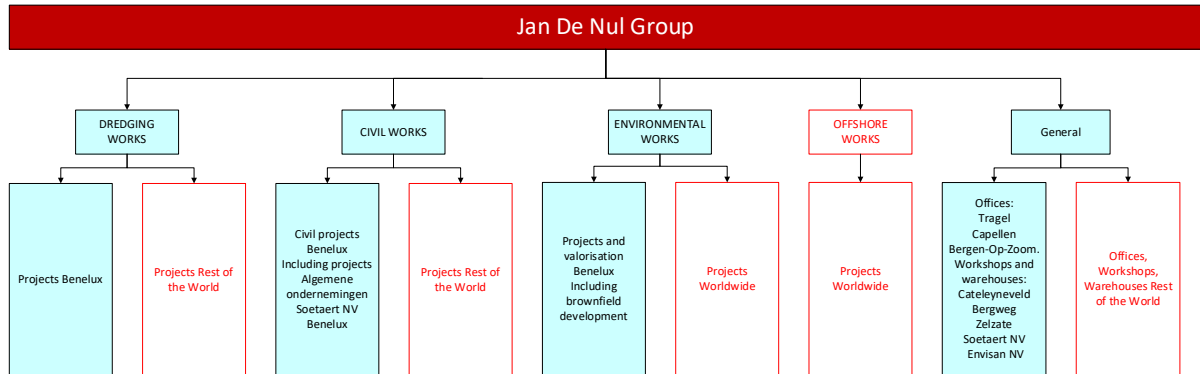 Jan De Nul Group
DREDGING
WORKS
CIVIL WORKS
ENVIRONMENTAL
WORKS
OFFSHORE
WORKS
General
Projects Benelux
Projects Rest of
the World
Civil projects
Benelux
Including projects
Algemene
ondernemingen
Soetaert NV
Benelux
Projects Rest of
the World
Projects and
valorisation
Benelux
Including
brownfield
development
Projects
Worldwide
Projects
Worldwide
Offices:
Tragel
Capellen
Bergen-Op-Zoom.
Workshops and
warehouses:
Cateleyneveld
Bergweg
Zelzate
Soetaert NV
Envisan NV
Offices,
Workshops,
Warehouses Rest
of the World